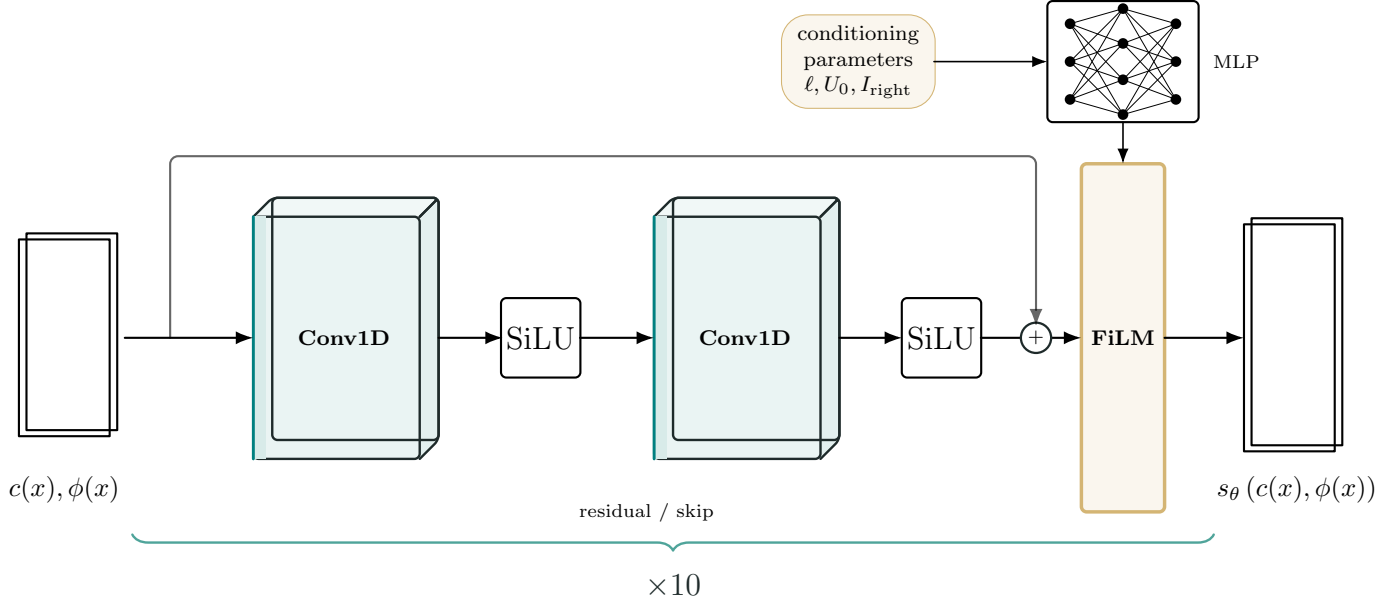 conditioning
parameters
ℓ, U₀, I_right
MLP
Conv1D
SiLU
Conv1D
SiLU
+
FiLM
c(x), ϕ(x)
s_θ (c(x), ϕ(x))
residual / skip
×10